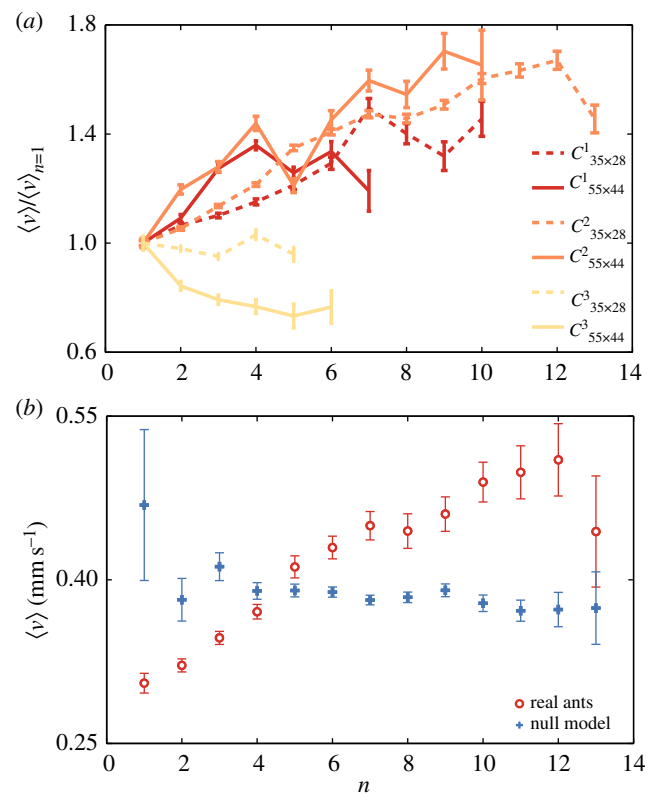 (a)
⟨v⟩/⟨v⟩n=1
1.8
1.4
1.0
0.6
2 4 6 8 10 12 14
C¹35×28
C¹55×44
C²35×28
C²55×44
C³35×28
C³55×44
(b)
⟨v⟩ (mm s⁻¹)
0.55
0.40
0.25
real ants
null model
0 2 4 6 8 10 12 14
n